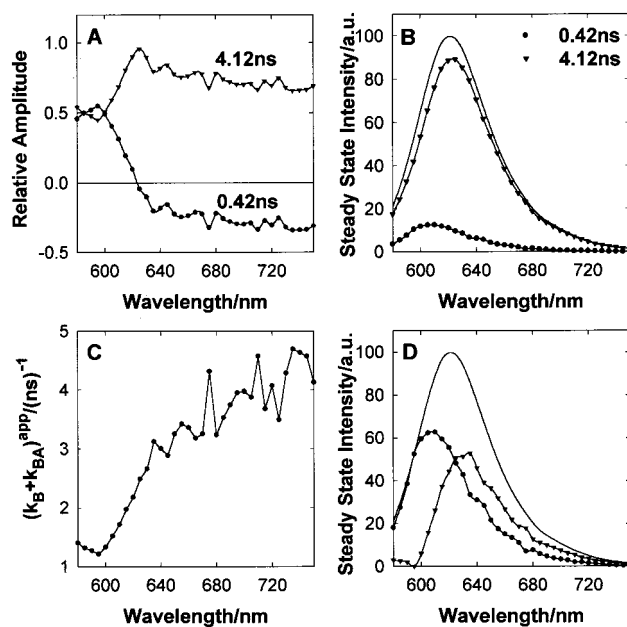 A
4.12ns
0.42ns
Relative Amplitude
1.0
0.5
0.0
-0.5
600 640 680 720
Wavelength/nm
B
0.42ns
4.12ns
Steady State Intensity/a.u.
100
80
60
40
20
0
600 640 680 720
Wavelength/nm
C
(k_B+k_BA)^app/(ns)^-1
5
4
3
2
1
600 640 680 720
Wavelength/nm
D
Steady State Intensity/a.u.
100
80
60
40
20
0
600 640 680 720
Wavelength/nm